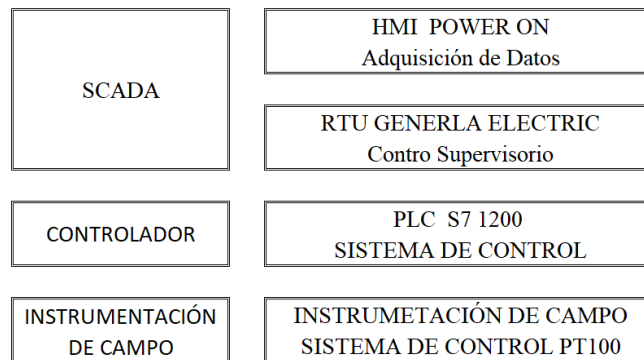 SCADA
HMI POWER ON
Adquisición de Datos
RTU GENERLA ELECTRIC
Contro Supervisorio
CONTROLADOR
PLC S7 1200
SISTEMA DE CONTROL
INSTRUMENTACIÓN
DE CAMPO
INSTRUMETACIÓN DE CAMPO
SISTEMA DE CONTROL PT100